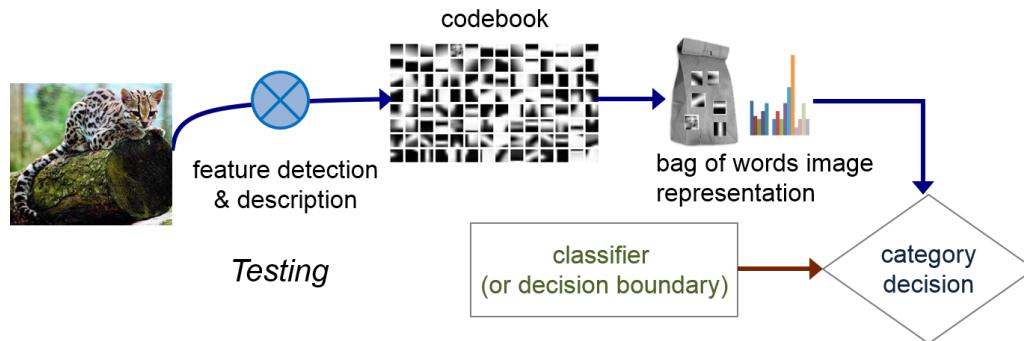 codebook
feature detection
& description
bag of words image
representation
Testing
classifier
(or decision boundary)
category
decision